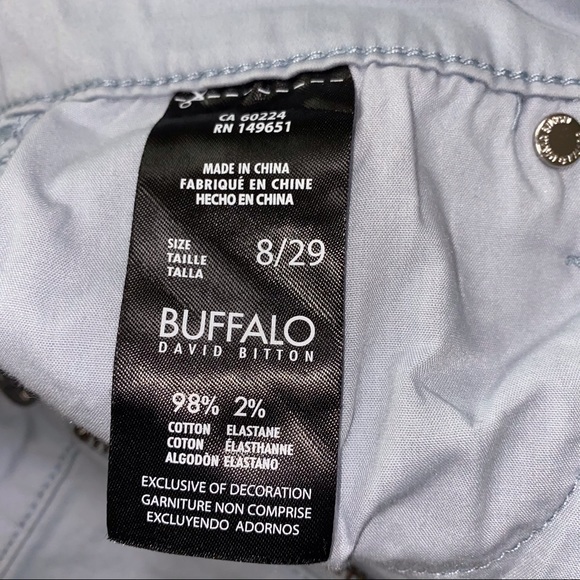 CA 60224
RN 149651
MADE IN CHINA
FABRIQUÉ EN CHINE
HECHO EN CHINA
SIZE
TAILLE
TALLA
8/29
BUFFALO
DAVID BITTON
98% 2%
COTTON ELASTANE
COTON ÉLASTHANNE
ALGODÓN ELASTANO
EXCLUSIVE OF DECORATION
GARNITURE NON COMPRISE
EXCLUYENDO ADORNOS